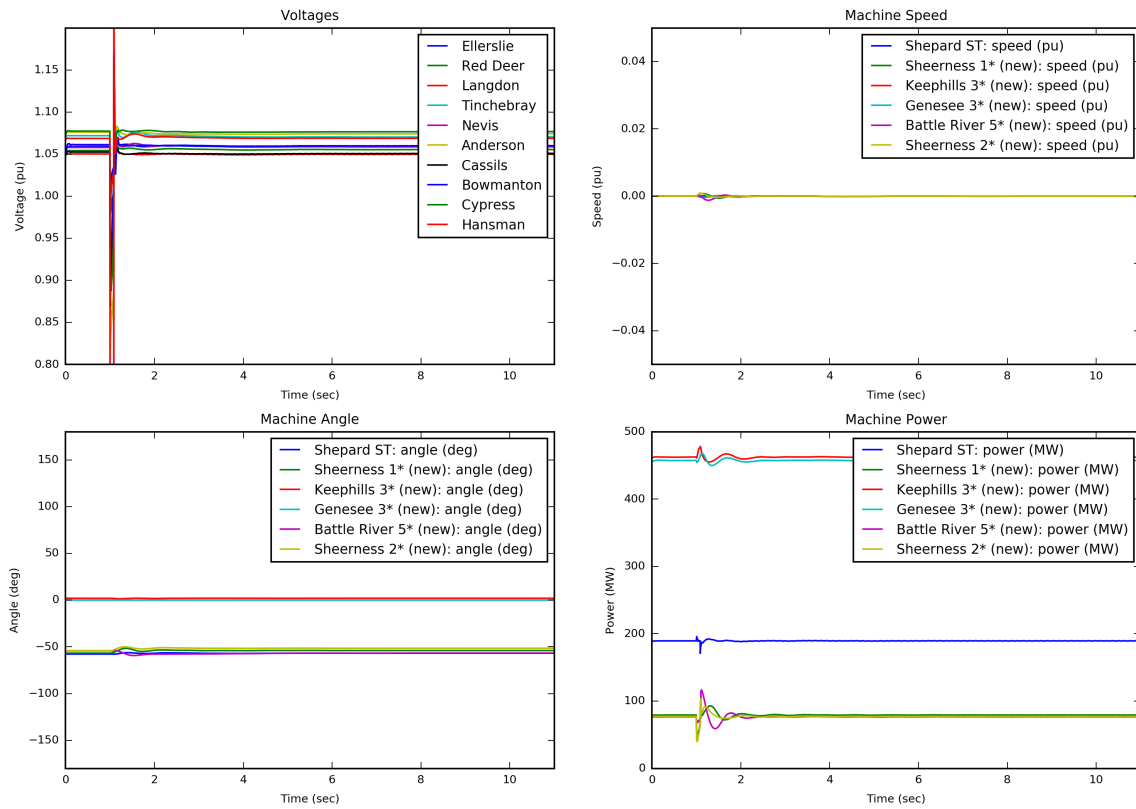 Voltages
1.15
1.10
1.05
1.00
0.95
0.90
0.85
0.80
Voltage (pu)
0
2
4
6
8
10
Time (sec)
Ellerslie
Red Deer
Langdon
Tinchebray
Nevis
Anderson
Cassils
Bowmanton
Cypress
Hansman
Machine Speed
0.04
0.02
0.00
−0.02
−0.04
Speed (pu)
0
2
4
6
8
10
Time (sec)
Shepard ST: speed (pu)
Sheerness 1* (new): speed (pu)
Keephills 3* (new): speed (pu)
Genesee 3* (new): speed (pu)
Battle River 5* (new): speed (pu)
Sheerness 2* (new): speed (pu)
Machine Angle
150
100
50
0
−50
−100
−150
Angle (deg)
0
2
4
6
8
10
Time (sec)
Shepard ST: angle (deg)
Sheerness 1* (new): angle (deg)
Keephills 3* (new): angle (deg)
Genesee 3* (new): angle (deg)
Battle River 5* (new): angle (deg)
Sheerness 2* (new): angle (deg)
Machine Power
500
400
300
200
100
0
Power (MW)
0
2
4
6
8
10
Time (sec)
Shepard ST: power (MW)
Sheerness 1* (new): power (MW)
Keephills 3* (new): power (MW)
Genesee 3* (new): power (MW)
Battle River 5* (new): power (MW)
Sheerness 2* (new): power (MW)